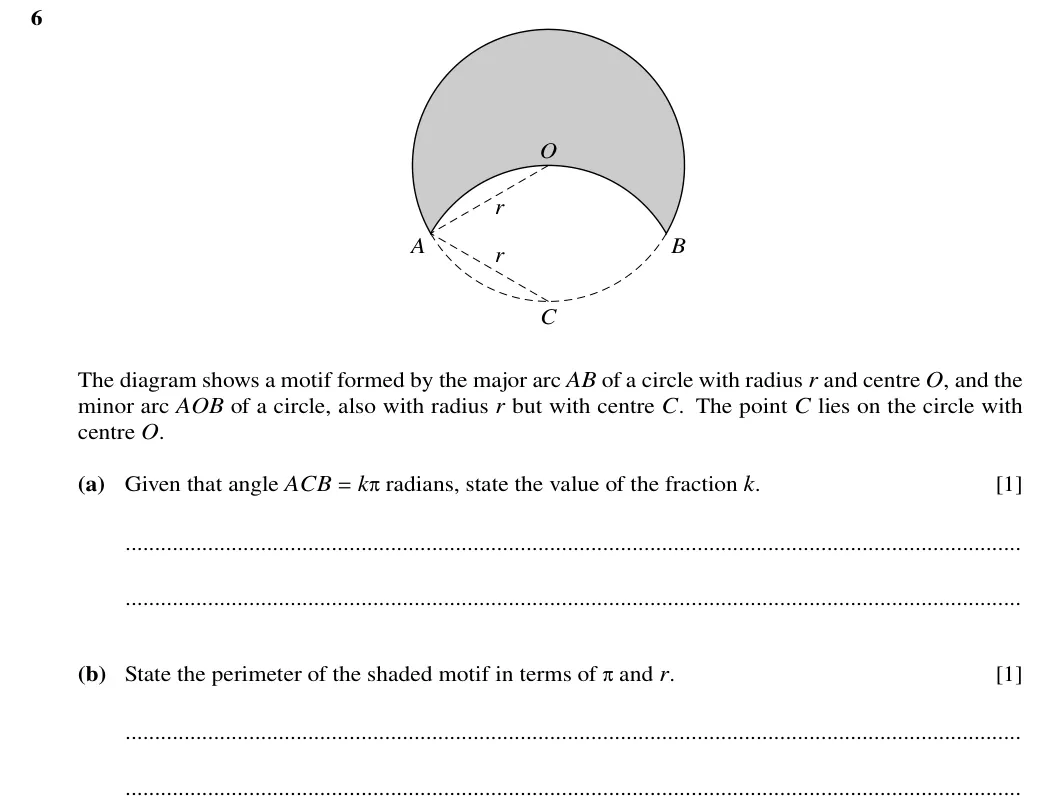 6
O
r
A
B
r
C
The diagram shows a motif formed by the major arc AB of a circle with radius r and centre O, and the
minor arc AOB of a circle, also with radius r but with centre C. The point C lies on the circle with
centre O.
(a) Given that angle ACB = kπ radians, state the value of the fraction k. [1]
(b) State the perimeter of the shaded motif in terms of π and r. [1]